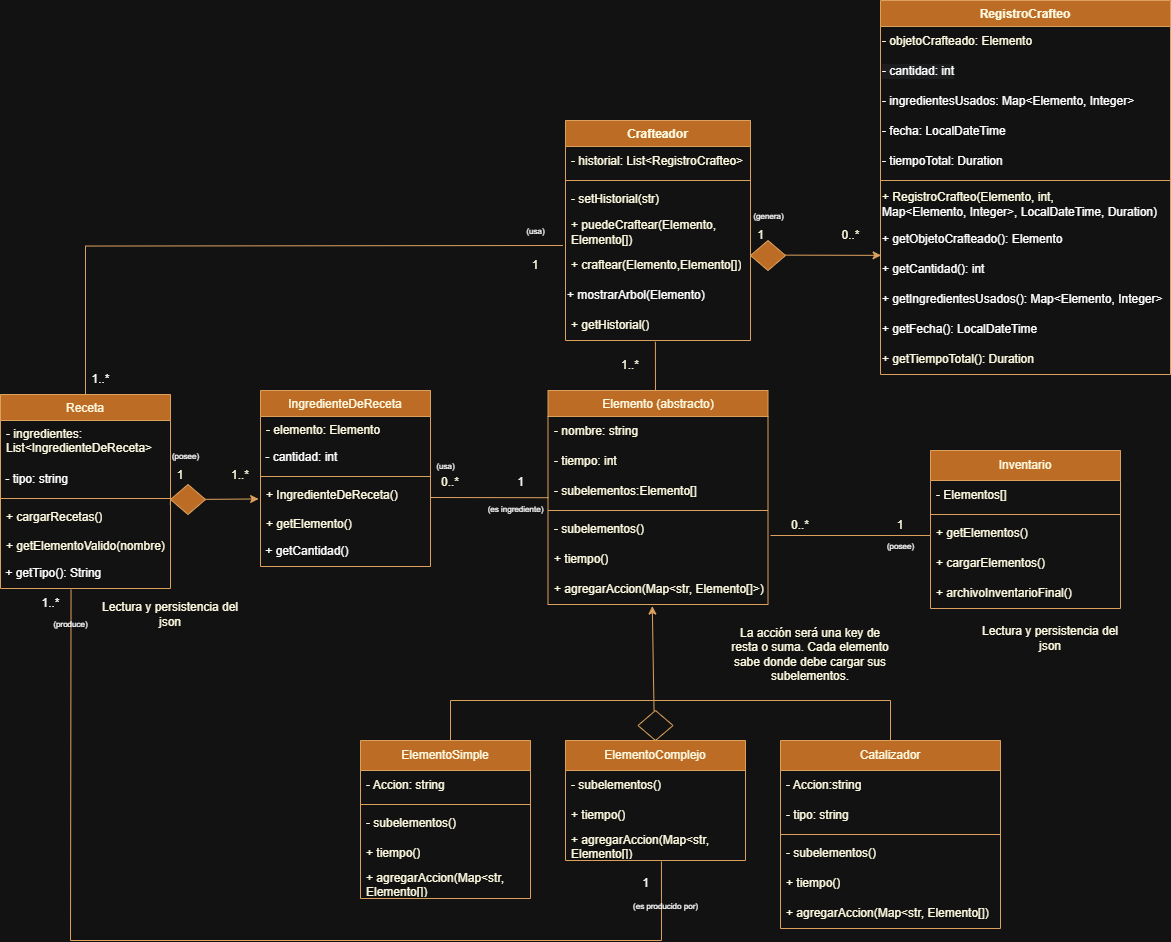 RegistroCrafteo
- objetoCrafteado: Elemento
- cantidad: int
- ingredientesUsados: Map<Elemento, Integer>
- fecha: LocalDateTime
- tiempoTotal: Duration
+ RegistroCrafteo(Elemento, int,
Map<Elemento, Integer>, LocalDateTime, Duration)
+ getObjetoCrafteado(): Elemento
+ getCantidad(): int
+ getIngredientesUsados(): Map<Elemento, Integer>
+ getFecha(): LocalDateTime
+ getTiempoTotal(): Duration
Crafteador
- historial: List<RegistroCrafteo>
- setHistorial(str)
+ puedeCraftear(Elemento,
Elemento[])
+ craftear(Elemento,Elemento[])
+ mostrarArbol(Elemento)
+ getHistorial()
(genera)
1
0..*
(usa)
1
1..*
1..*
Receta
- ingredientes:
List<IngredienteDeReceta>
- tipo: string
+ cargarRecetas()
+ getElementoValido(nombre)
+ getTipo(): String
(posee)
1
1..*
IngredienteDeReceta
- elemento: Elemento
- cantidad: int
+ IngredienteDeReceta()
+ getElemento()
+ getCantidad()
(usa)
0..*
1
(es ingrediente)
Elemento (abstracto)
- nombre: string
- tiempo: int
- subelementos:Elemento[]
- subelementos()
+ tiempo()
+ agregarAccion(Map<str, Elemento[]>)
0..*
1
(posee)
Inventario
- Elementos[]
+ getElementos()
+ cargarElementos()
+ archivoInventarioFinal()
1..*
(produce)
Lectura y persistencia del
json
La acción será una key de
resta o suma. Cada elemento
sabe donde debe cargar sus
subelementos.
Lectura y persistencia del
json
ElementoSimple
- Accion: string
- subelementos()
+ tiempo()
+ agregarAccion(Map<str,
Elemento[])
ElementoComplejo
- subelementos()
+ tiempo()
+ agregarAccion(Map<str,
Elemento[])
Catalizador
- Accion:string
- tipo: string
- subelementos()
+ tiempo()
+ agregarAccion(Map<str, Elemento[])
1
(es producido por)